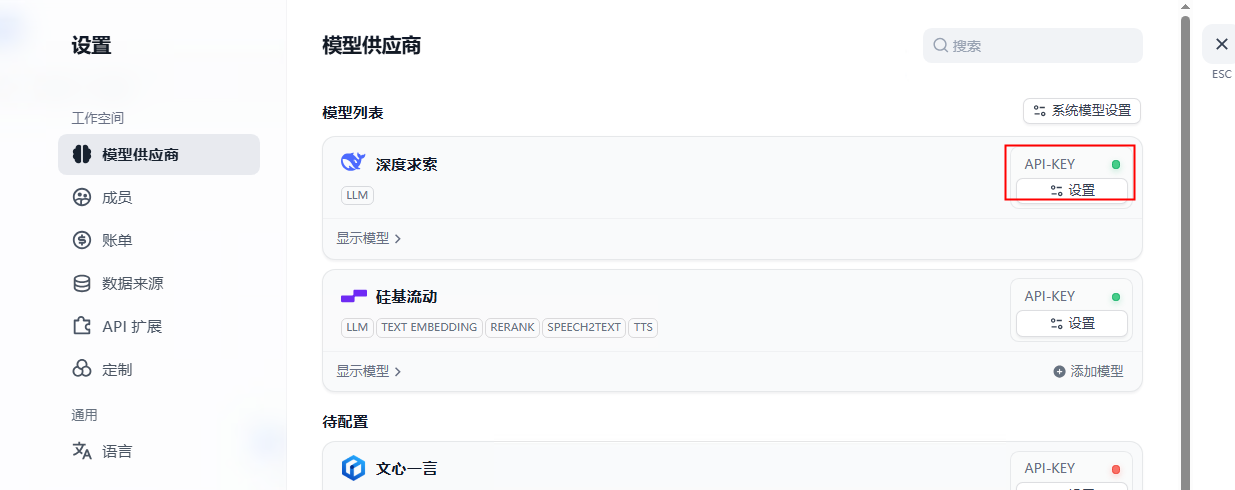 设置
模型供应商
搜索
ESC
工作空间
模型供应商
成员
账单
数据来源
API 扩展
定制
通用
语言
模型列表
系统模型设置
深度求索
LLM
API-KEY
设置
显示模型
硅基流动
LLM TEXT EMBEDDING RERANK SPEECH2TEXT TTS
API-KEY
设置
显示模型
添加模型
待配置
文心一言
API-KEY